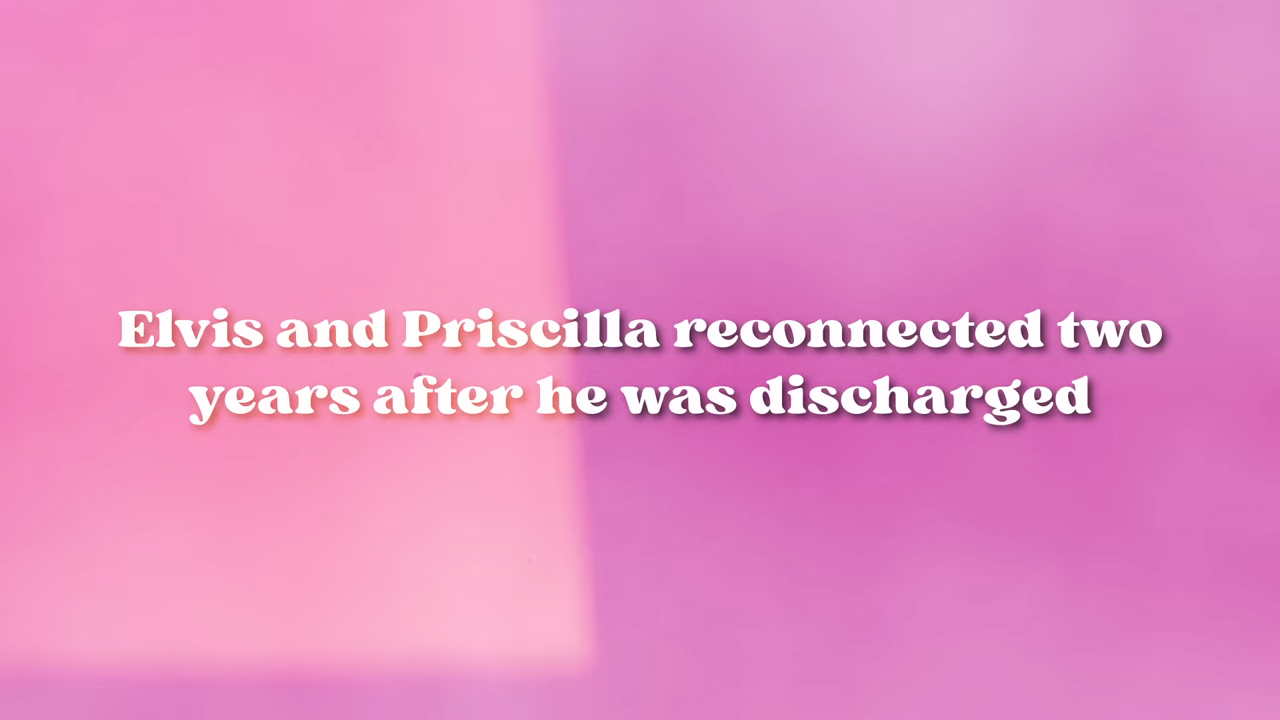 Elvis and Priscilla reconnected two
years after he was discharged